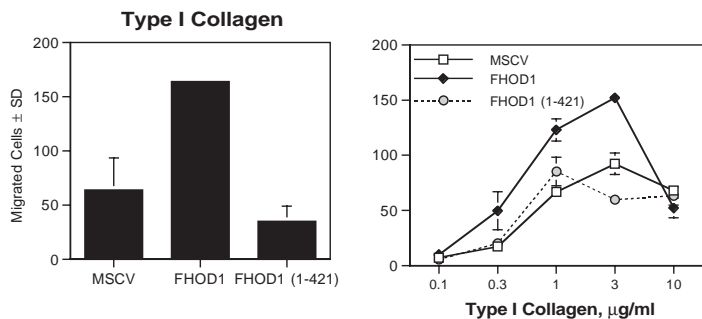 Type I Collagen
200
150
100
50
0
Migrated Cells ± SD
MSCV FHOD1 FHOD1 (1-421)
200
150
100
50
0
MSCV
FHOD1
FHOD1 (1-421)
0.1 0.3 1 3 10
Type I Collagen, μg/ml